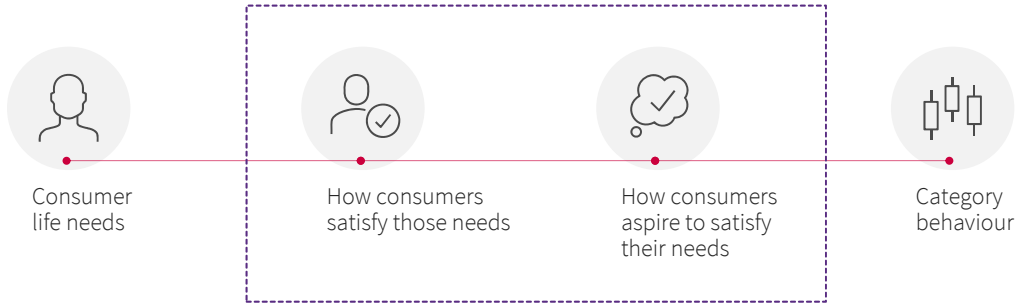 Consumer
life needs
How consumers
satisfy those needs
How consumers
aspire to satisfy
their needs
Category
behaviour